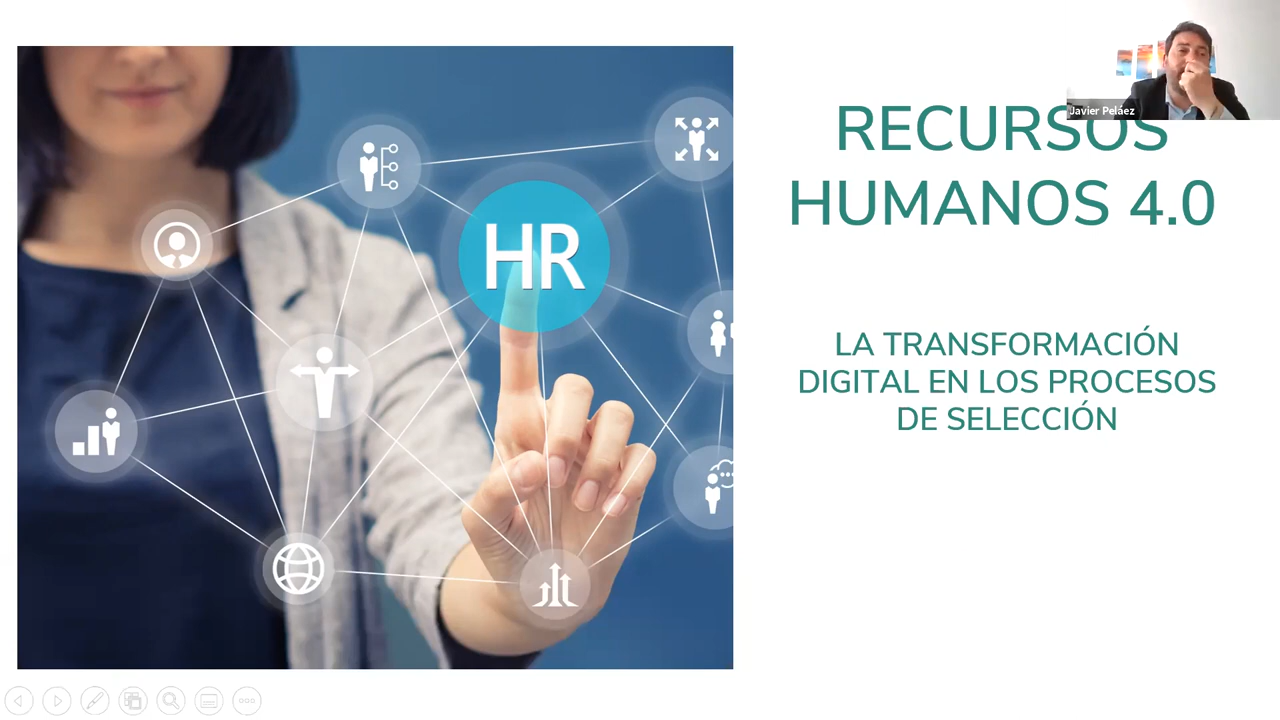 Javier Peláez
RECURSOS
HUMANOS 4.0
HR
LA TRANSFORMACIÓN
DIGITAL EN LOS PROCESOS
DE SELECCIÓN